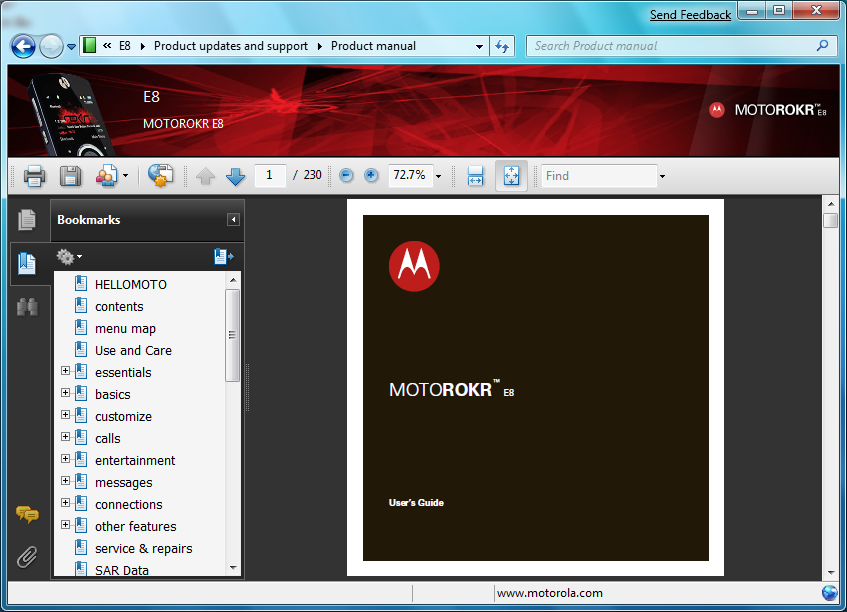 Send Feedback
« E8 ▸ Product updates and support ▸ Product manual
Search Product manual
E8
MOTOROKR E8
MOTOROKR™ E8
1 / 230
72.7%
Find
Bookmarks
HELLOMOTO
contents
menu map
Use and Care
essentials
basics
customize
calls
entertainment
messages
connections
other features
service & repairs
SAR Data
MOTOROKR™ E8
User's Guide
www.motorola.com